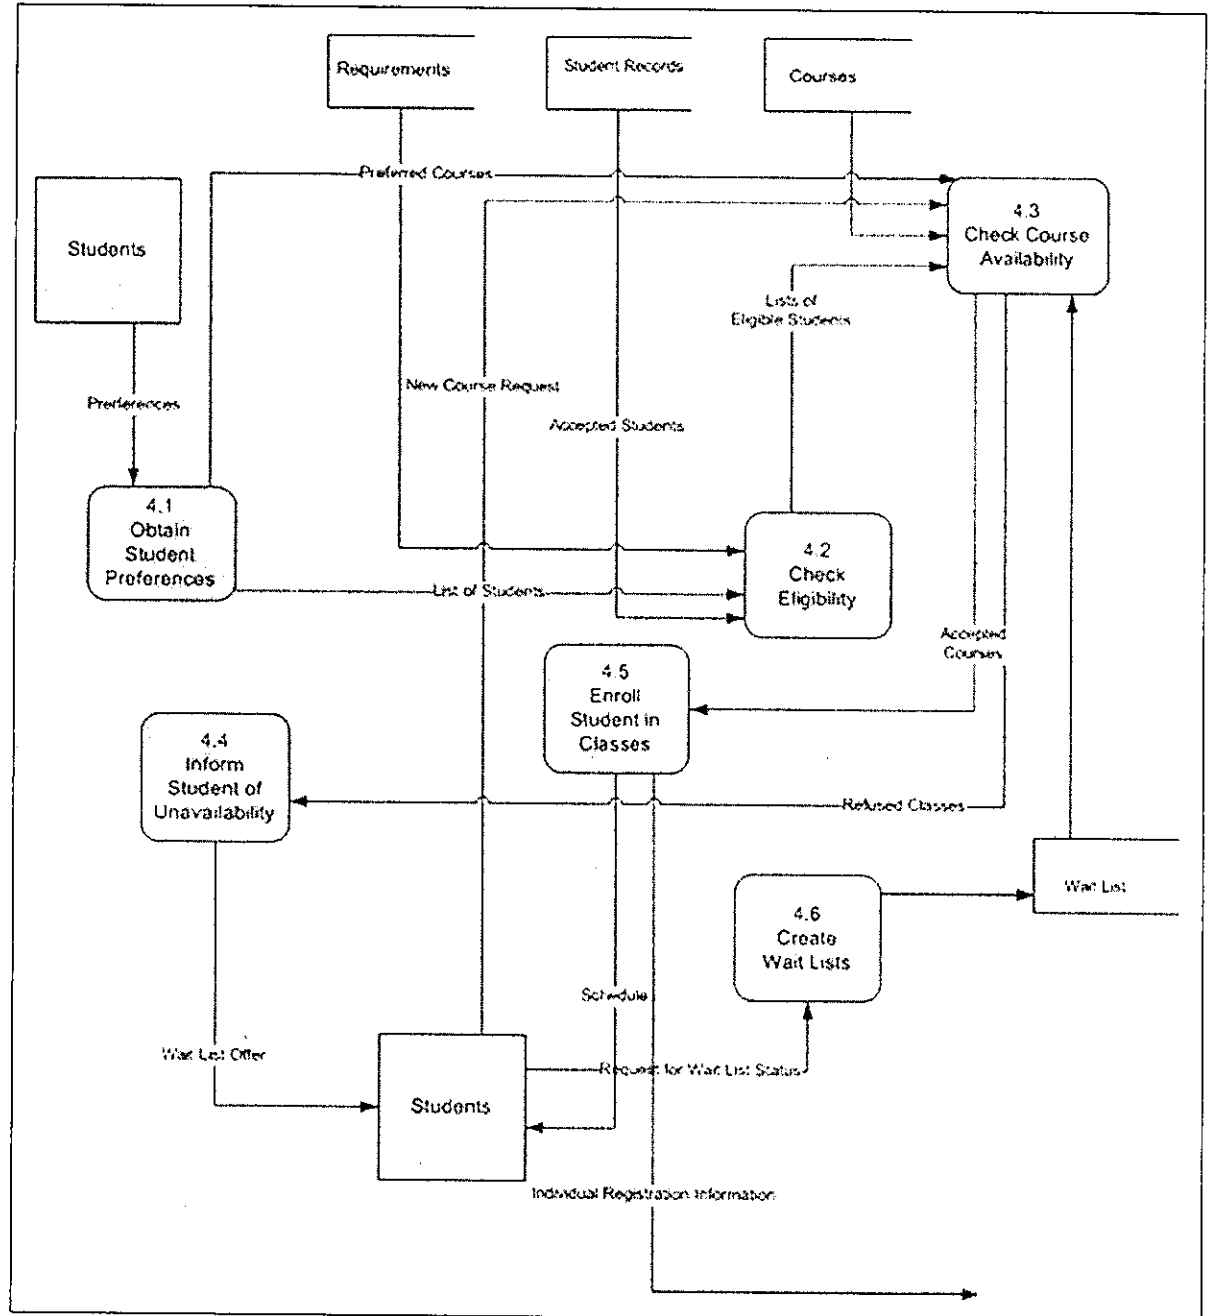 Requirements
Student Records
Courses
Preferred Courses
Students
4.3
Check Course
Availability
Lists of
Eligible Students
New Course Request
Preferences
Accepted Students
4.1
Obtain
Student
Preferences
4.2
Check
Eligibility
List of Students
Accepted
Courses
4.5
Enroll
Student in
Classes
4.4
Inform
Student of
Unavailability
Refused Classes
Wait List
4.6
Create
Wait Lists
Schedule
Wait List Offer
Request for Wait List Status
Students
Individual Registration Information